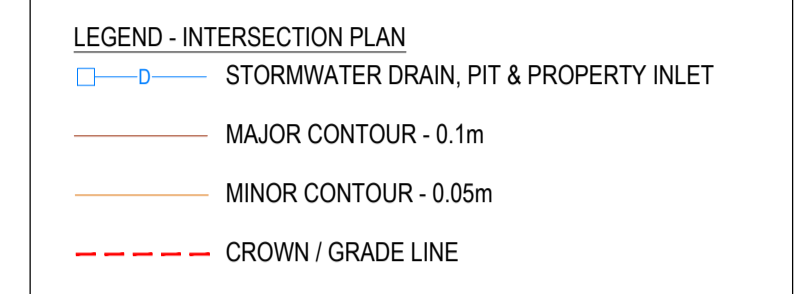 LEGEND - INTERSECTION PLAN
D STORMWATER DRAIN, PIT & PROPERTY INLET
MAJOR CONTOUR - 0.1m
MINOR CONTOUR - 0.05m
CROWN / GRADE LINE